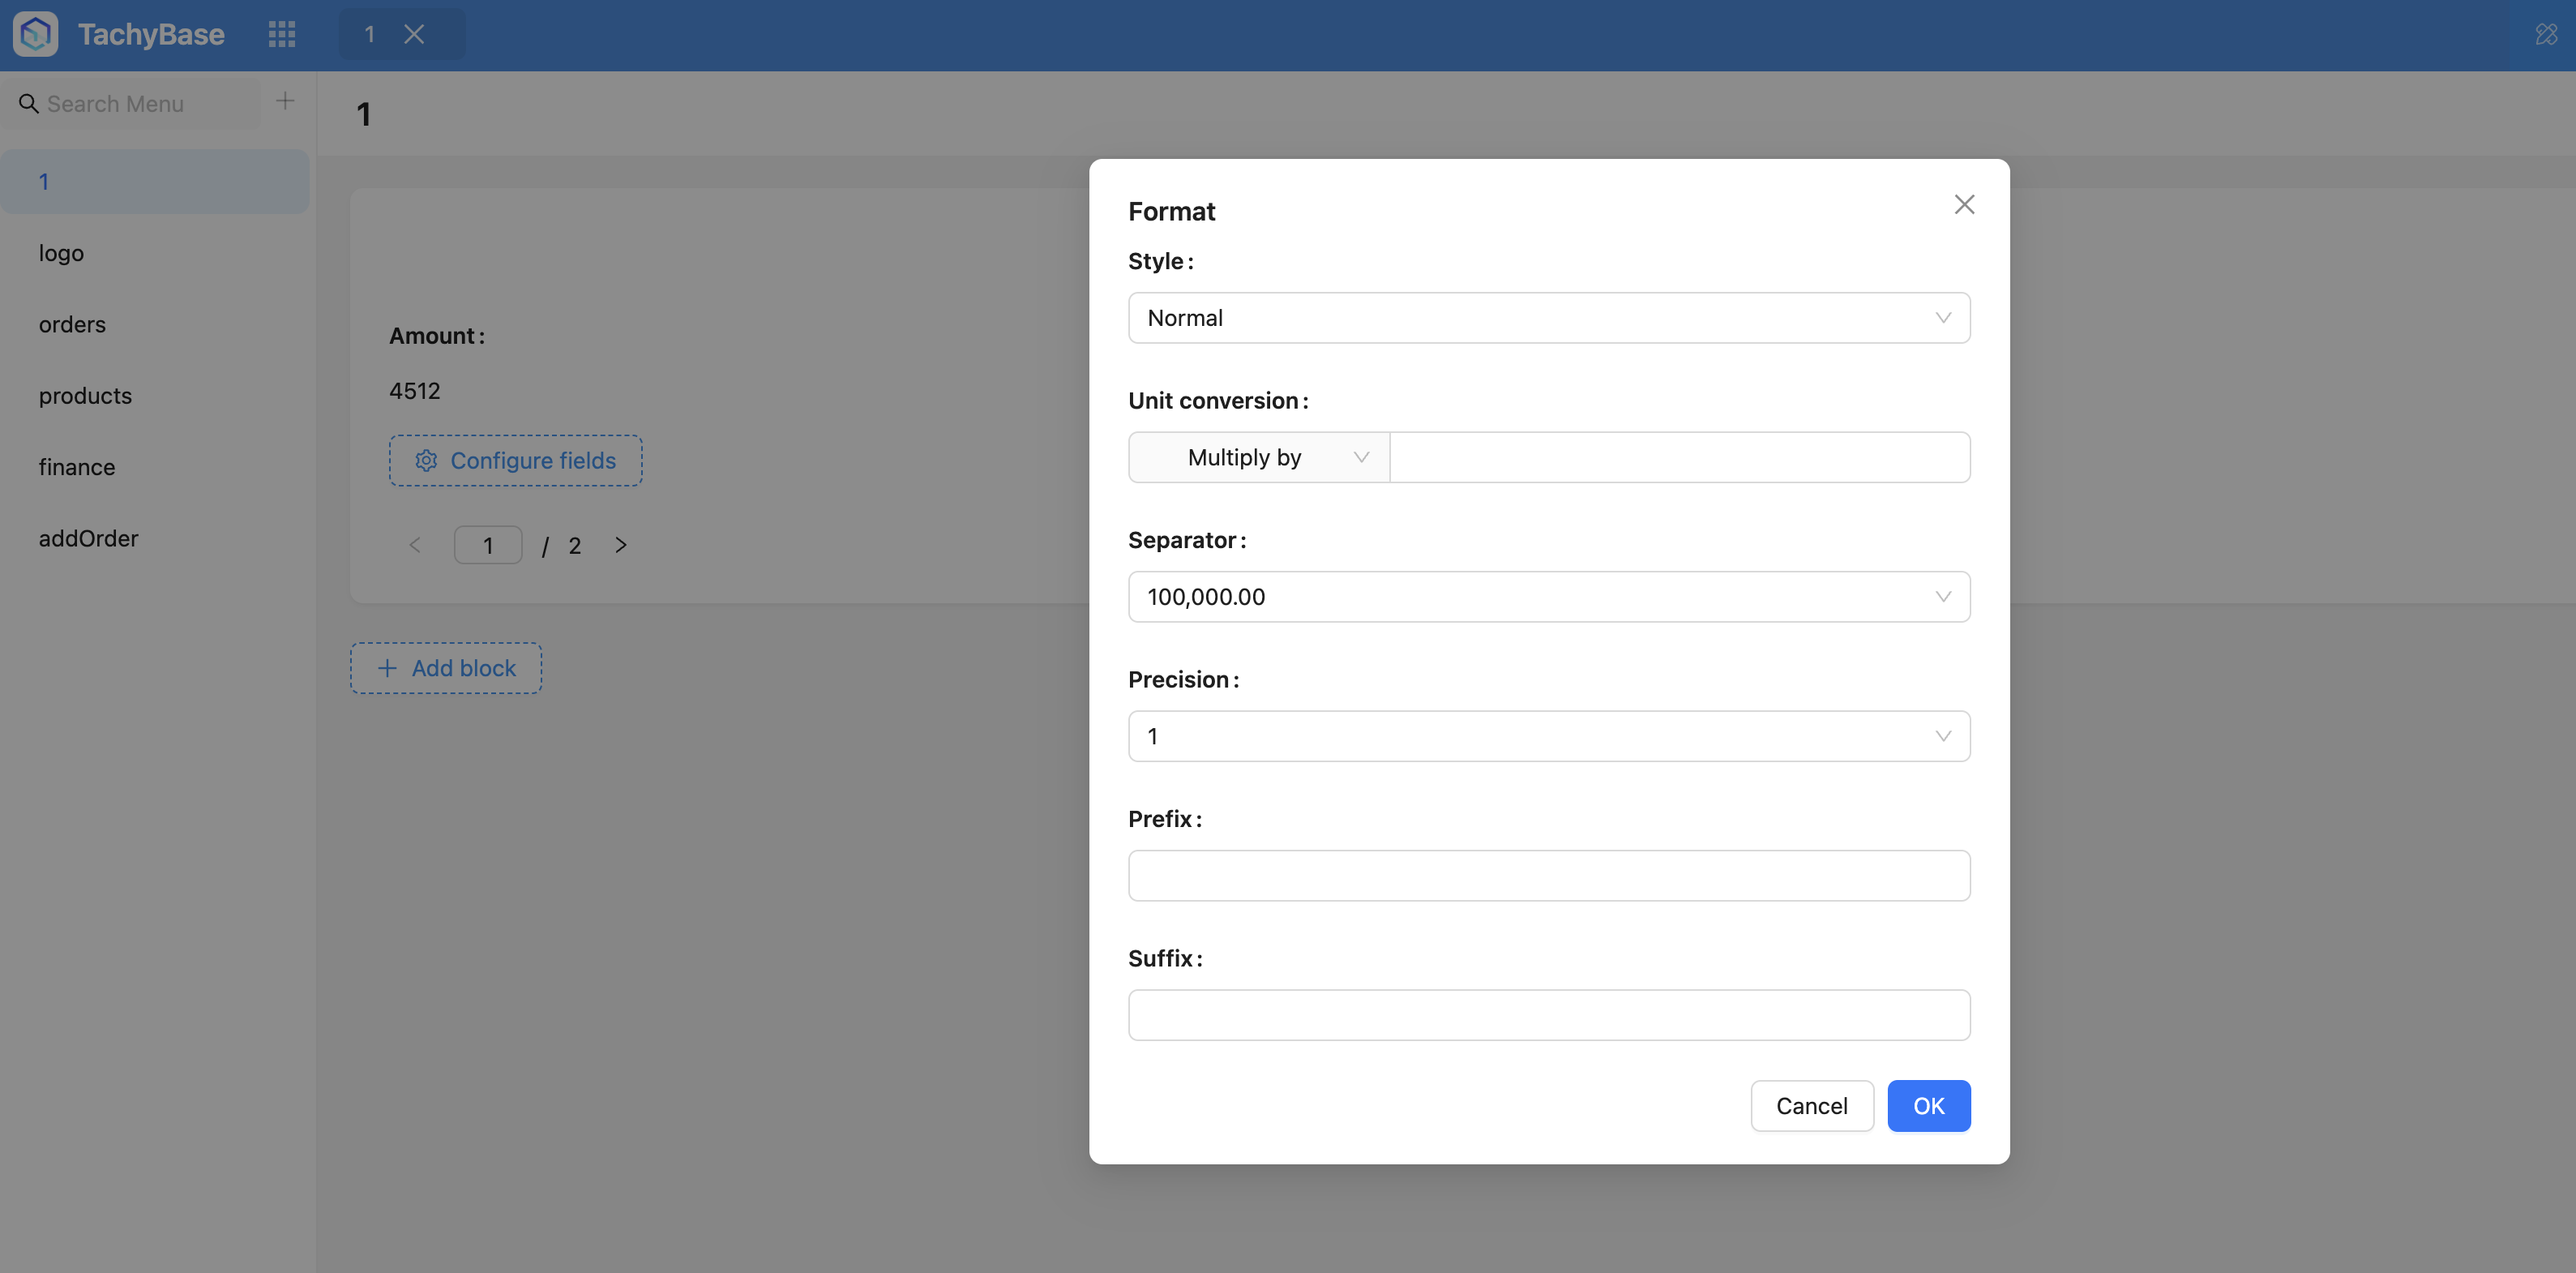 TachyBase
1
Search Menu
1
logo
orders
products
finance
addOrder
1
Amount :
4512
Configure fields
1 / 2
Add block
Format
Style :
Normal
Unit conversion :
Multiply by
Separator :
100,000.00
Precision :
1
Prefix :
Suffix :
Cancel
OK